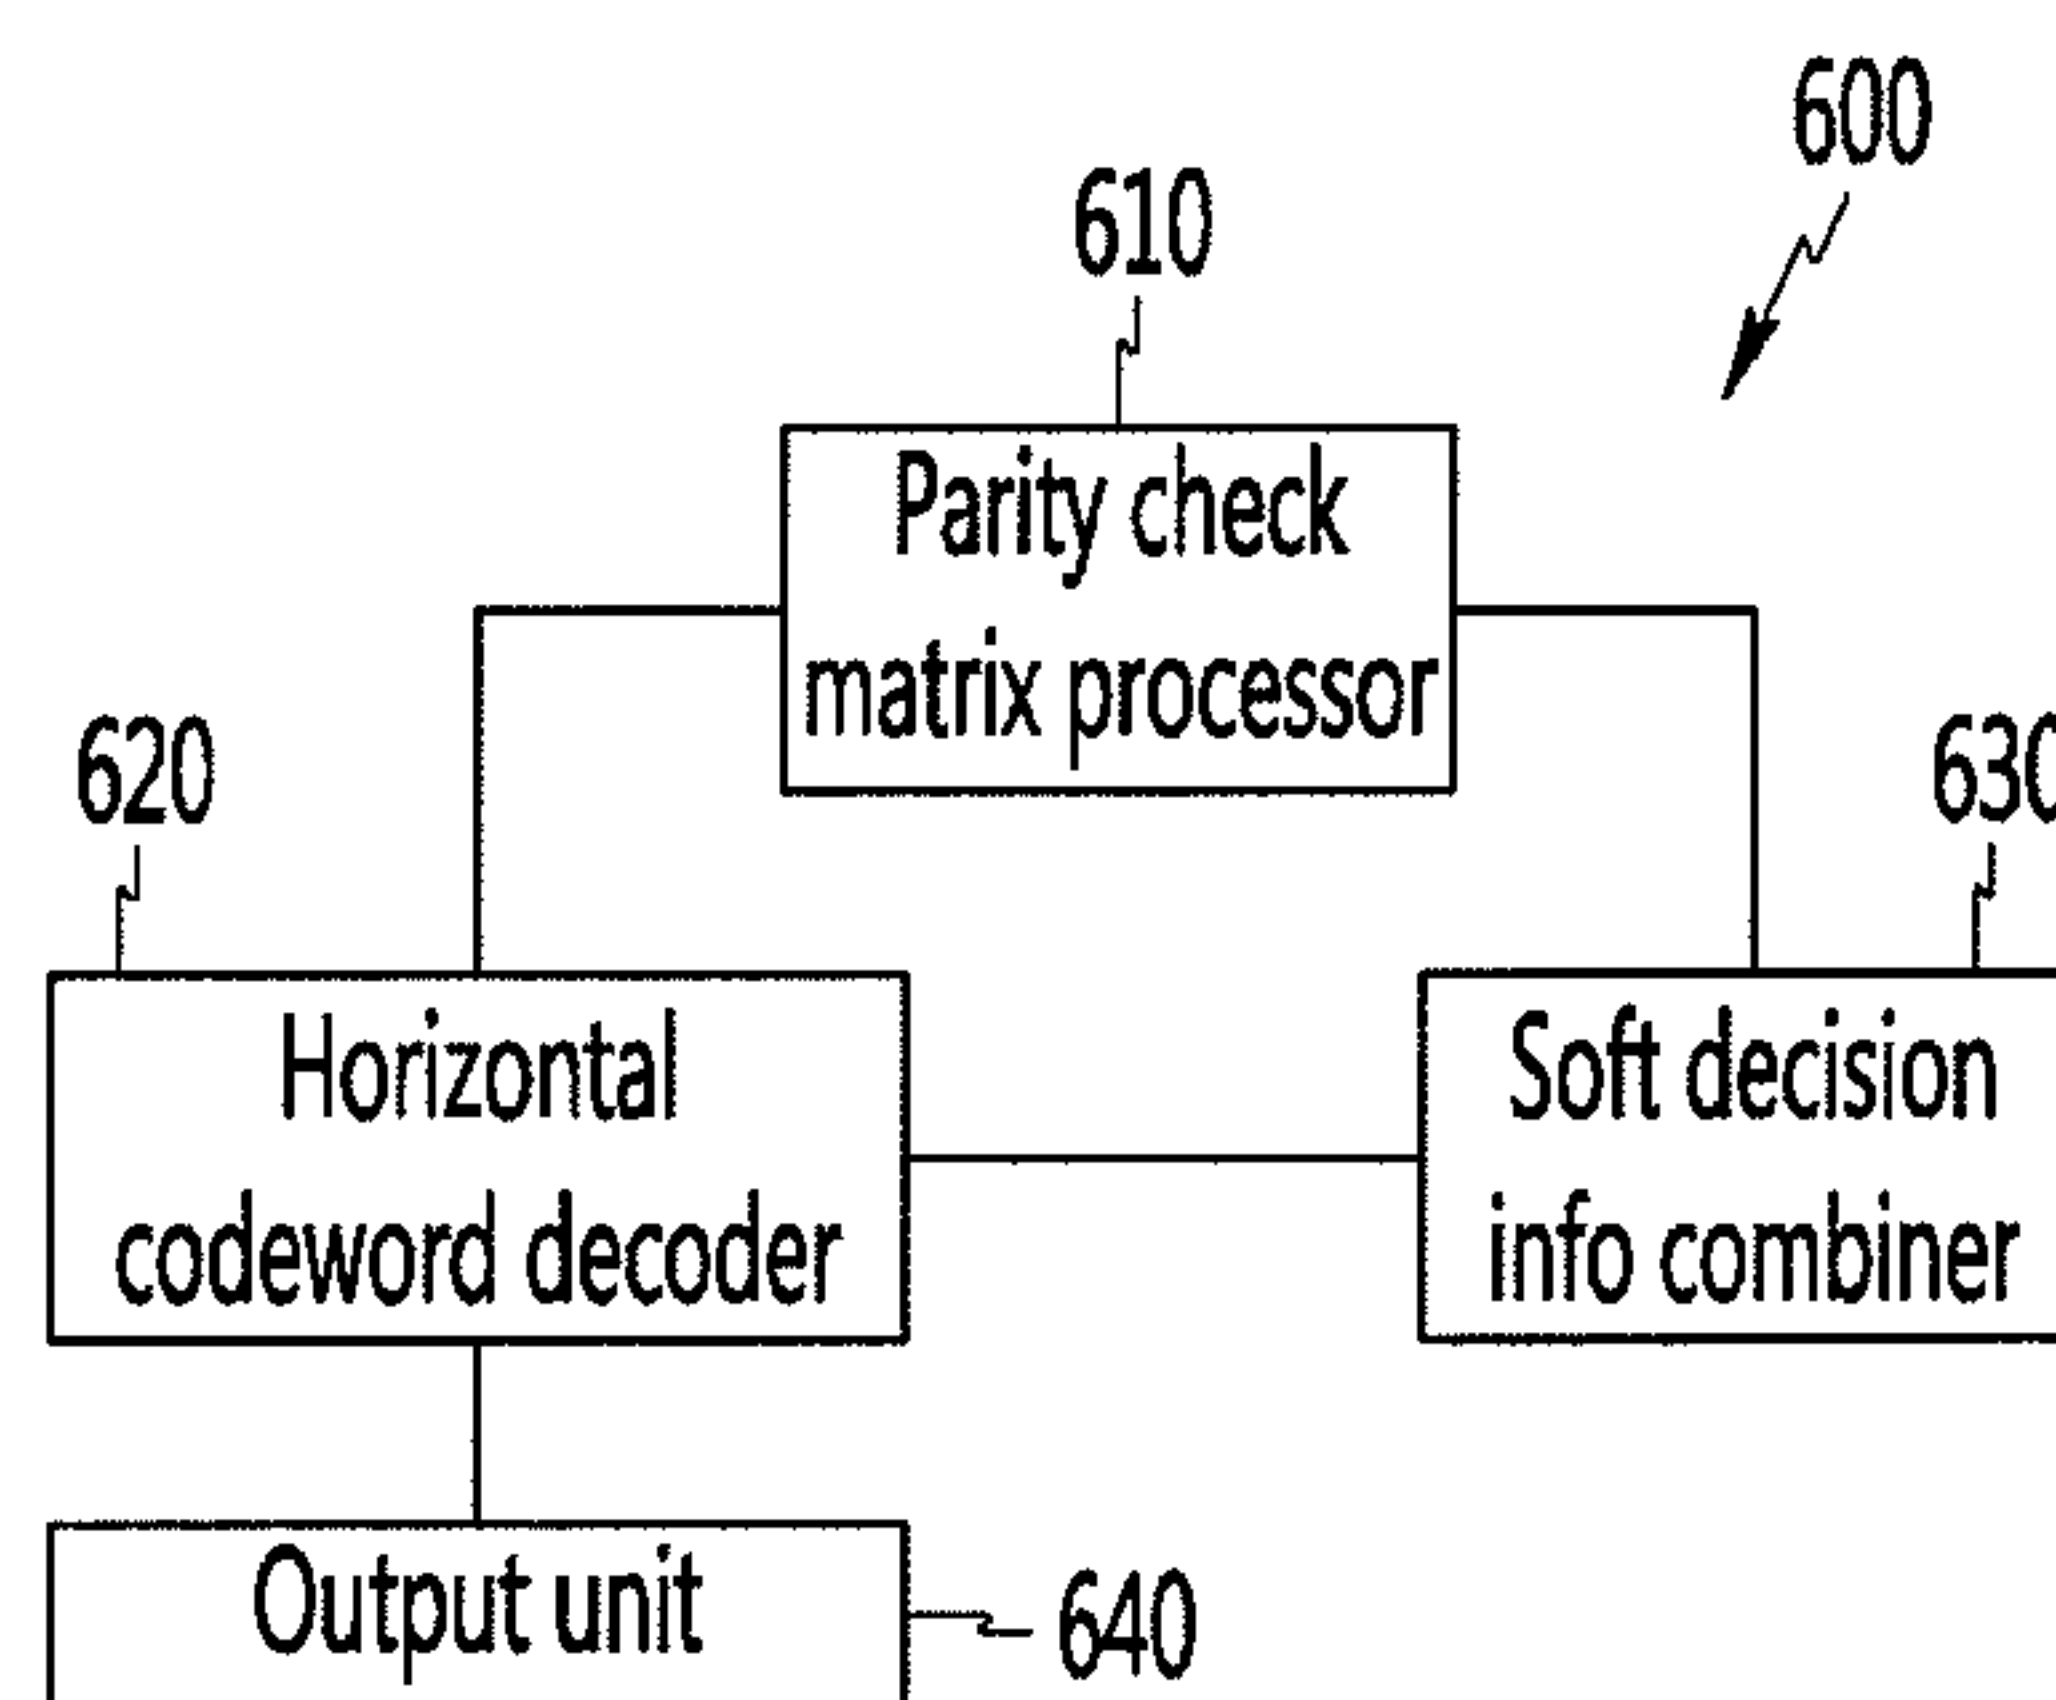 600
610
Parity check
matrix processor
620
630
Horizontal
codeword decoder
Soft decision
info combiner
Output unit
640